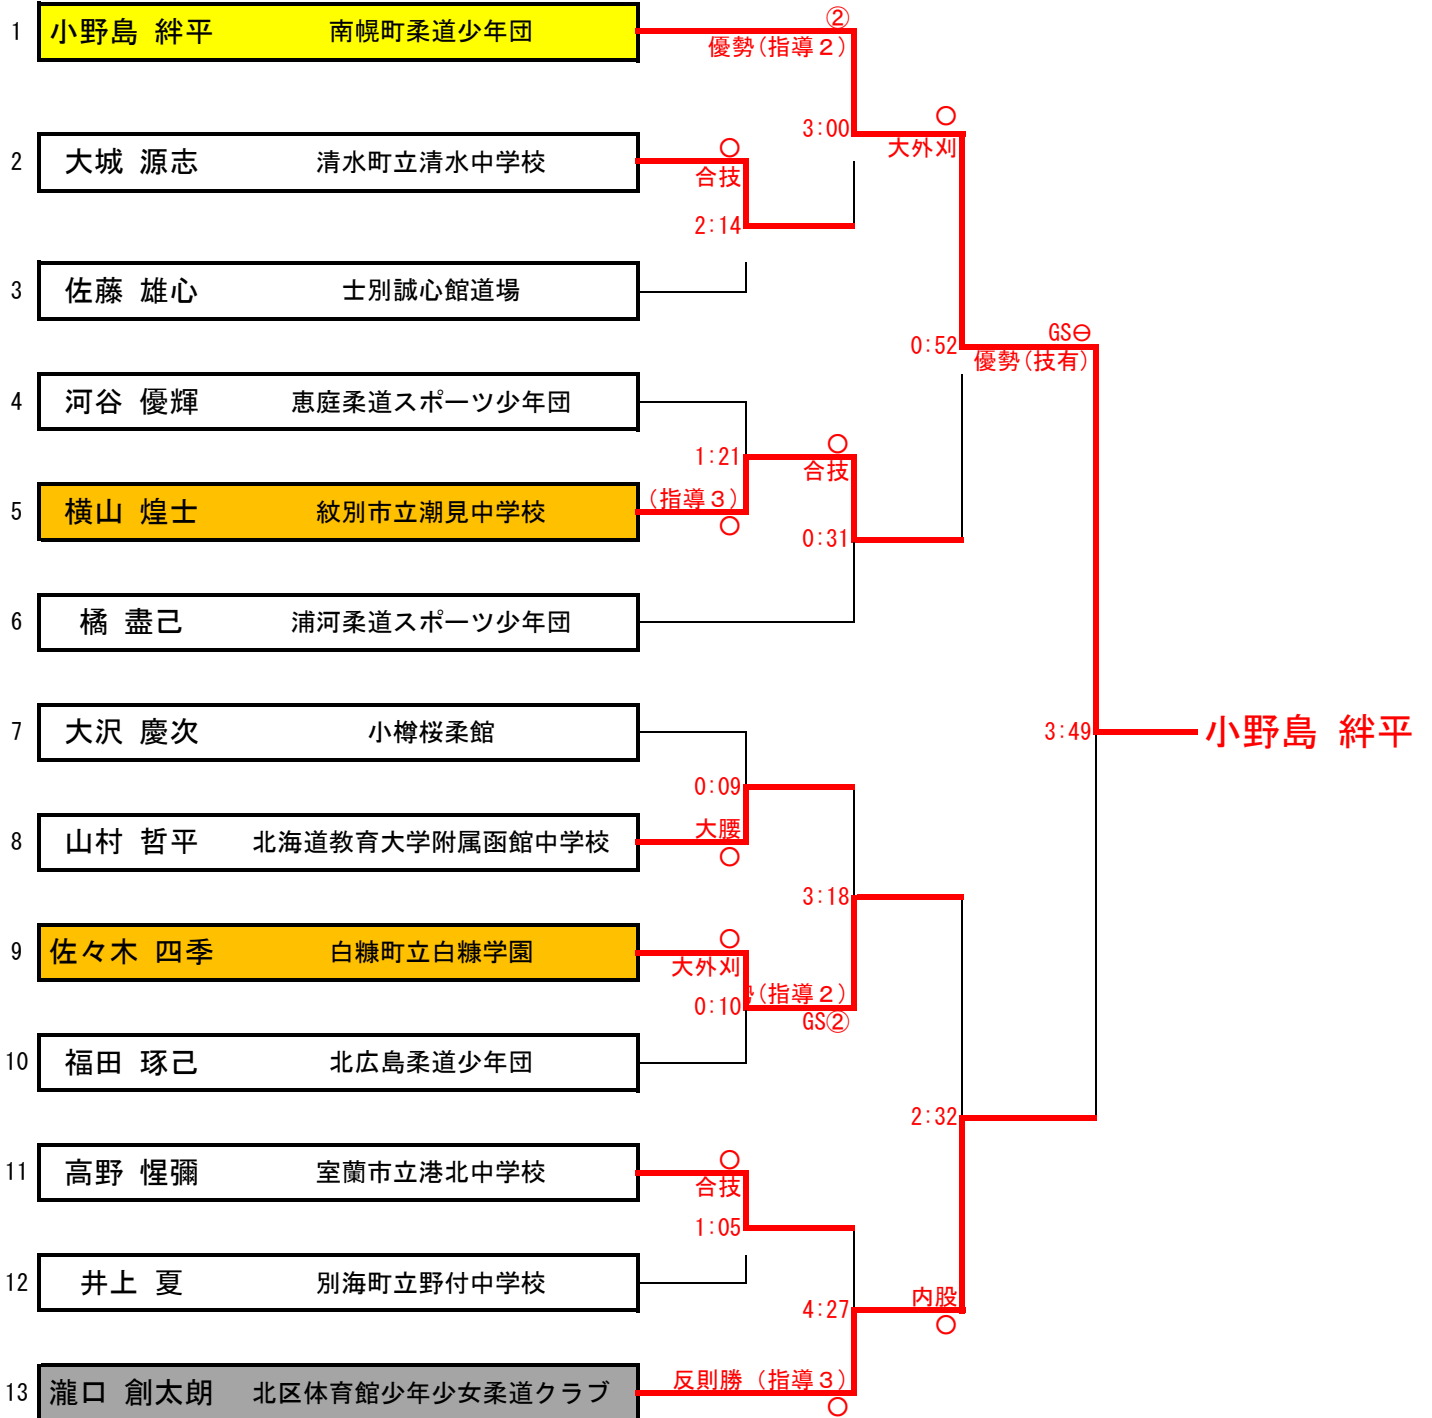 1 小野島 絆平 南幌町柔道少年団
②
優勢(指導２)
3:00
○
大外刈
2 大城 源志 清水町立清水中学校
○
合技
2:14
3 佐藤 雄心 士別誠心館道場
0:52
GS⊖
優勢(技有)
4 河谷 優輝 恵庭柔道スポーツ少年団
1:21
○
合技
5 横山 煌士 紋別市立潮見中学校
(指導３)
○
0:31
6 橘 盡己 浦河柔道スポーツ少年団
7 大沢 慶次 小樽桜柔館
3:49
小野島 絆平
0:09
8 山村 哲平 北海道教育大学附属函館中学校
大腰
○
3:18
9 佐々木 四季 白糠町立白糠学園
○
大外刈
0:10
(指導２)
GS②
10 福田 琢己 北広島柔道少年団
2:32
11 高野 惺彌 室蘭市立港北中学校
○
合技
1:05
12 井上 夏 別海町立野付中学校
4:27
内股
○
13 瀧口 創太朗 北区体育館少年少女柔道クラブ
反則勝（指導３)
○